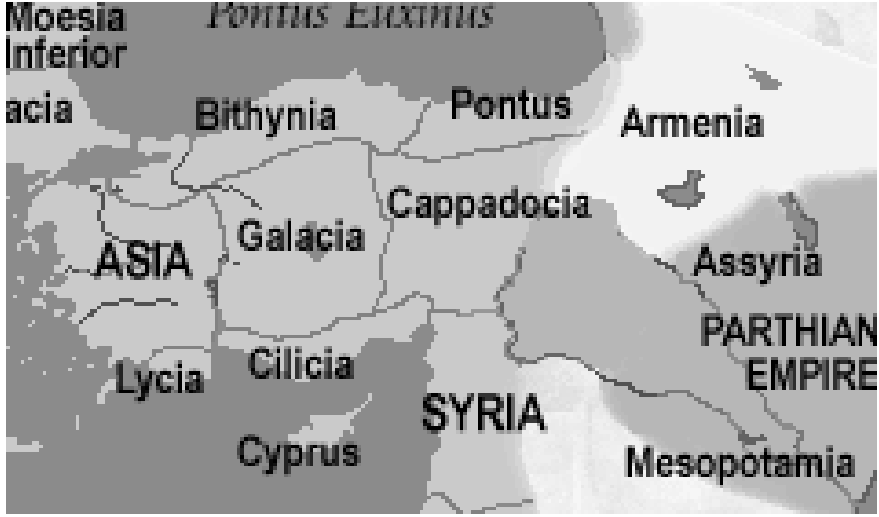 Moesia
Inferior
Pontus Euxinus
acia
Bithynia
Pontus
Armenia
Cappadocia
Galacia
ASIA
Assyria
PARTHIAN
EMPIRE
Lycia
Cilicia
SYRIA
Cyprus
Mesopotamia